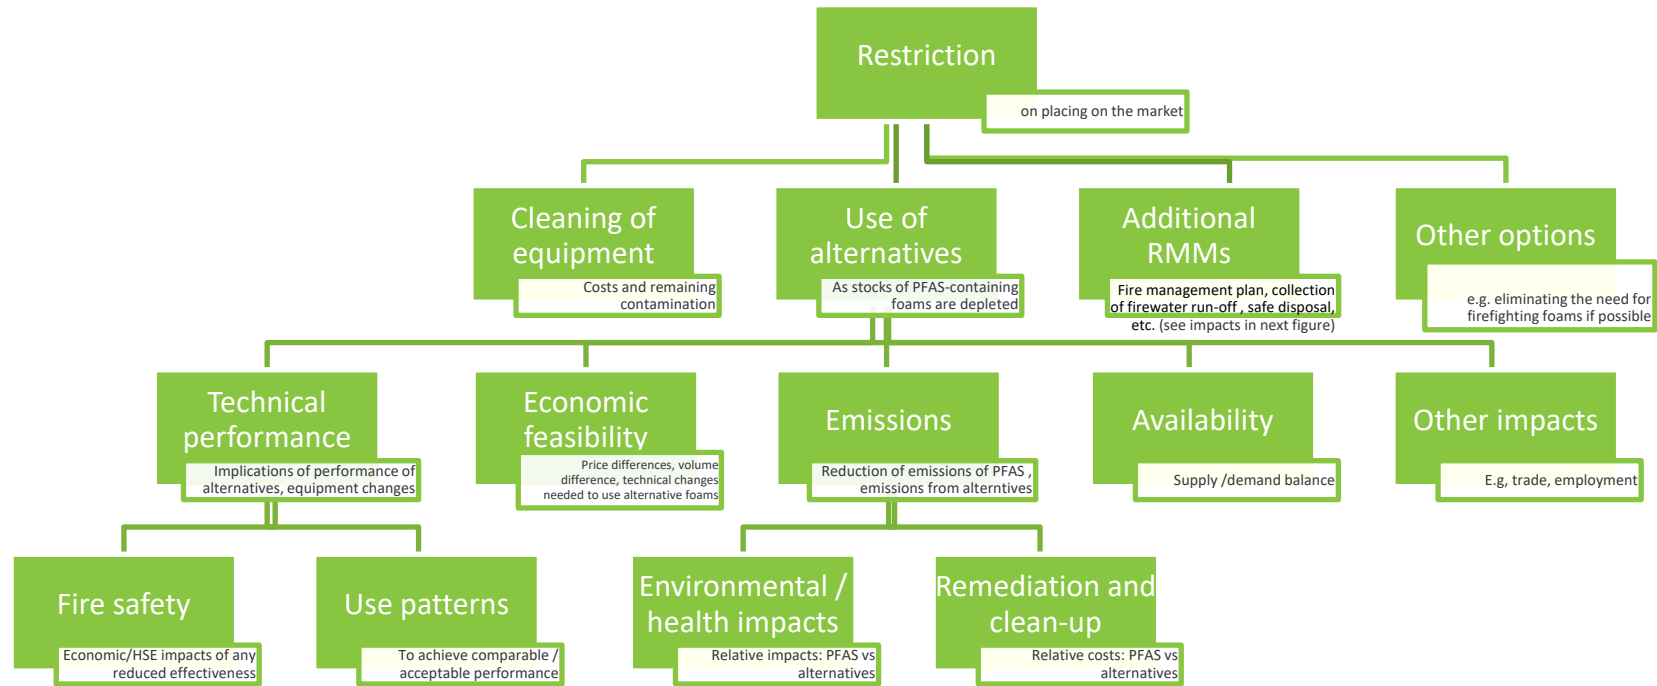 Restriction
on placing on the market
Cleaning of
equipment
Costs and remaining
contamination
Use of
alternatives
As stocks of PFAS-containing
foams are depleted
Additional
RMMs
Fire management plan, collection
of firewater run-off , safe disposal,
etc. (see impacts in next figure)
Other options
e.g. eliminating the need for
firefighting foams if possible
Technical
performance
Implications of performance of
alternatives, equipment changes
Economic
feasibility
Price differences, volume
difference, technical changes
needed to use alternative foams
Emissions
Reduction of emissions of PFAS ,
emissions from alterntives
Availability
Supply /demand balance
Other impacts
E.g, trade, employment
Fire safety
Economic/HSE impacts of any
reduced effectiveness
Use patterns
To achieve comparable /
acceptable performance
Environmental /
health impacts
Relative impacts: PFAS vs
alternatives
Remediation and
clean-up
Relative costs: PFAS vs
alternatives